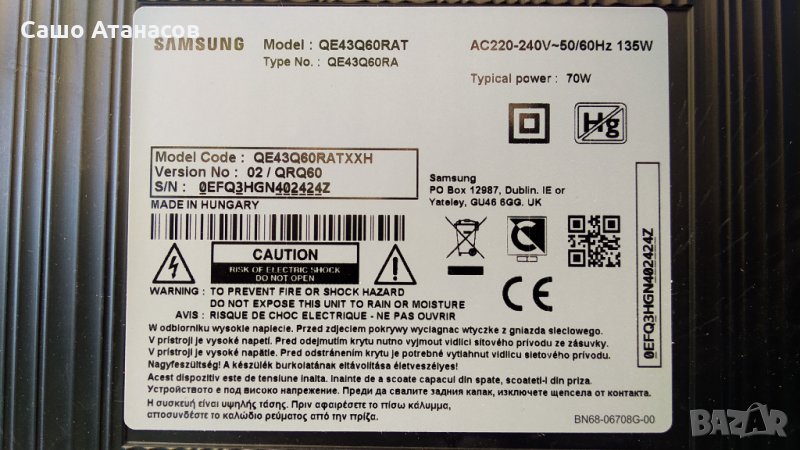 Сашо Атанасов
SAMSUNG
Model : QE43Q60RAT
Type No. : QE43Q60RA
AC220-240V~50/60Hz 135W
Typical power : 70W
Hg
Model Code : QE43Q60RATXXH
Version No : 02 / QRQ60
S/N : 0EFQ3HGN402424Z
MADE IN HUNGARY
Samsung
PO Box 12987, Dublin. IE or
Yateley, GU46 6GG. UK
CAUTION
RISK OF ELECTRIC SHOCK
DO NOT OPEN
CE
0EFQ3HGN402424Z
WARNING : TO PREVENT FIRE OR SHOCK HAZARD
DO NOT EXPOSE THIS UNIT TO RAIN OR MOISTURE
AVIS : RISQUE DE CHOC ELECTRIQUE - NE PAS OUVRIR
W odborniku wysokie napiecie. Przed zdjeciem pokrywy wyciagnac wtyczke z gniazda sieciowego.
V prístroji je vysoké napetí. Pred odejmutím krytu nutno vyjmout vidlici sitového prívodu ze zásuvky.
V prístroji je vysoké napätie. Pred odstránením krytu je potrebné vytiahnut vidlicu sietového prívodu.
Nagyfeszültség! A készülék burkolatának eltávolítása életveszélyes!
Acest dispozitiv este de tensiune inalta. Inainte de a scoate capacul din spate, scoateti-l din priza.
Устройството е под високо напрежение. Преди да свалите задния капак, изключете щепсела от контакта.
Η συσκευή είναι υψηλής τάσης. Πριν αφαιρέσετε το πίσω κάλυμμα,
αποσυνδέστε το καλώδιο ρεύματος από την πρίζα.
BN68-06708G-00
BAZAR